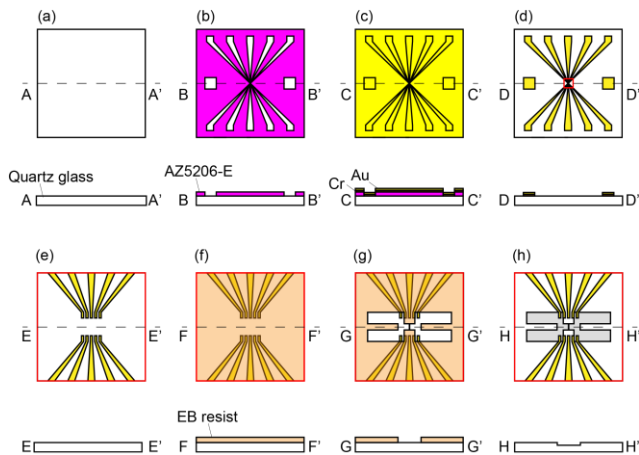 (a) (b) (c) (d)
A A' B B' C C' D D'
Quartz glass AZ5206-E Au
Cr
A A' B B' C C' D D'
(e) (f) (g) (h)
E E' F F' G G' H H'
EB resist
E E' F F' G G' H H'